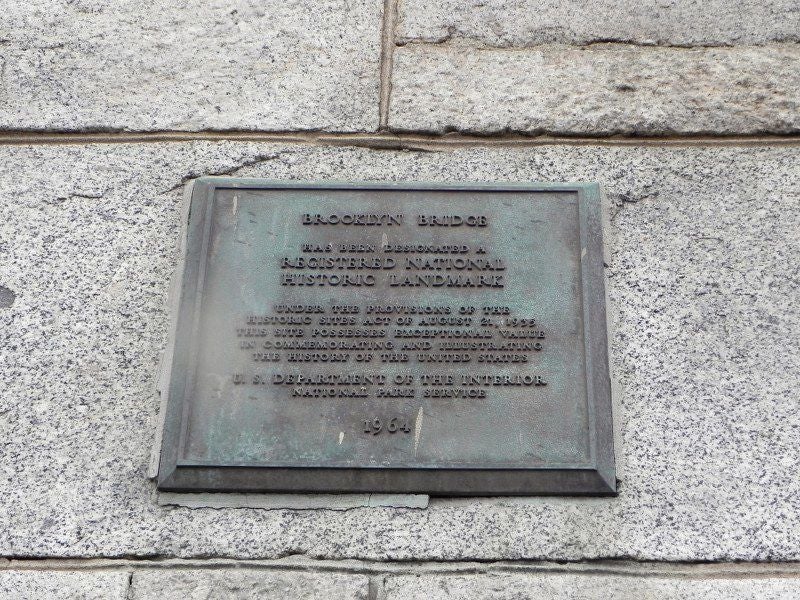 BROOKLYN BRIDGE
HAS BEEN DESIGNATED A
REGISTERED NATIONAL
HISTORIC LANDMARK
UNDER THE PROVISIONS OF THE
HISTORIC SITES ACT OF AUGUST 21, 1935
THIS SITE POSSESSES EXCEPTIONAL VALUE
IN COMMEMORATING AND ILLUSTRATING
THE HISTORY OF THE UNITED STATES
U. S. DEPARTMENT OF THE INTERIOR
NATIONAL PARK SERVICE
1964